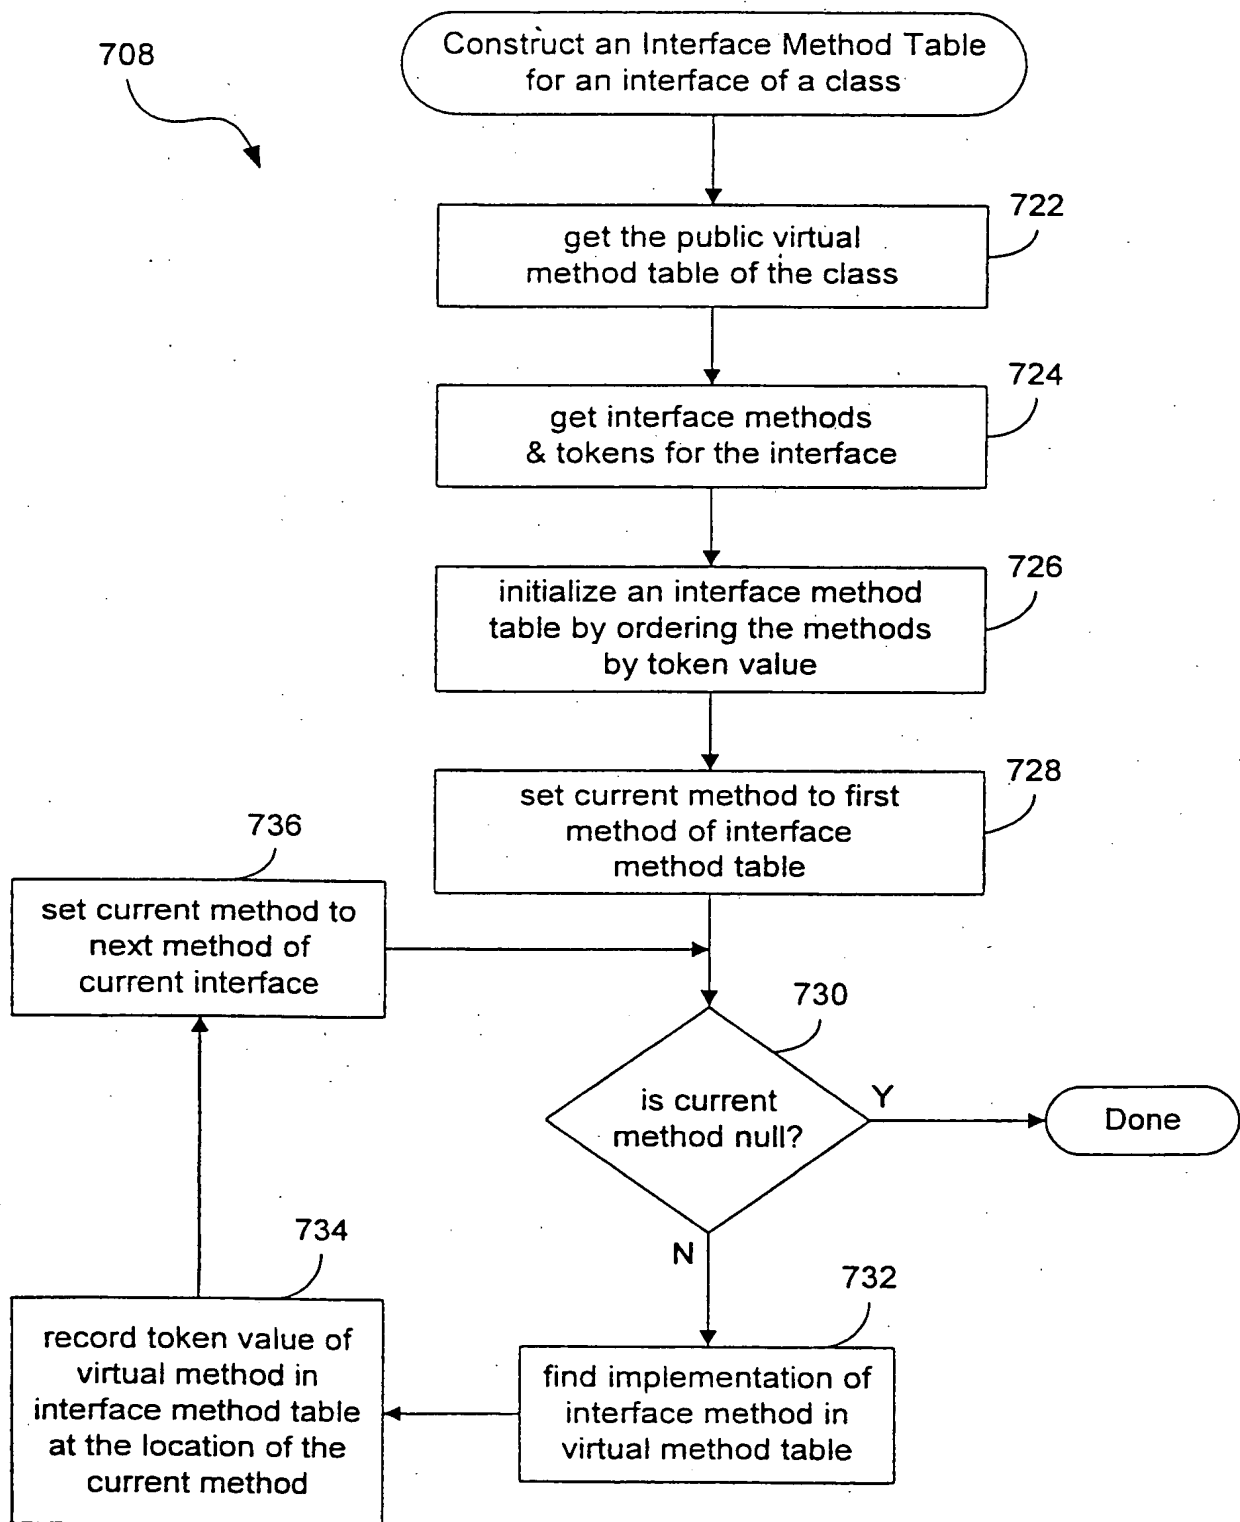 708
Construct an Interface Method Table
for an interface of a class
722
get the public virtual
method table of the class
724
get interface methods
& tokens for the interface
726
initialize an interface method
table by ordering the methods
by token value
728
set current method to first
method of interface
method table
736
set current method to
next method of
current interface
730
is current
method null?
Y
Done
N
732
find implementation of
interface method in
virtual method table
734
record token value of
virtual method in
interface method table
at the location of the
current method